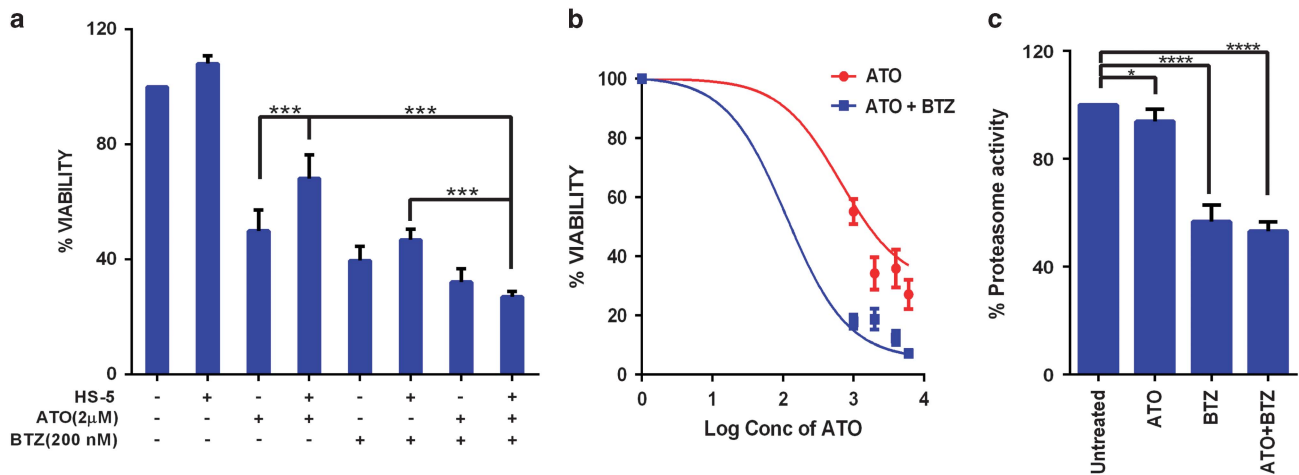 a
120
80
40
0
% VIABILITY
***
***
***
HS-5 - + - + - + - +
ATO(2µM) - - + + - - + +
BTZ(200 nM) - - - - + + + +
b
ATO
ATO + BTZ
100
80
60
40
20
0
% VIABILITY
0 1 2 3 4
Log Conc of ATO
c
120
80
40
0
% Proteasome activity
****
****
*
Untreated
ATO
BTZ
ATO+BTZ